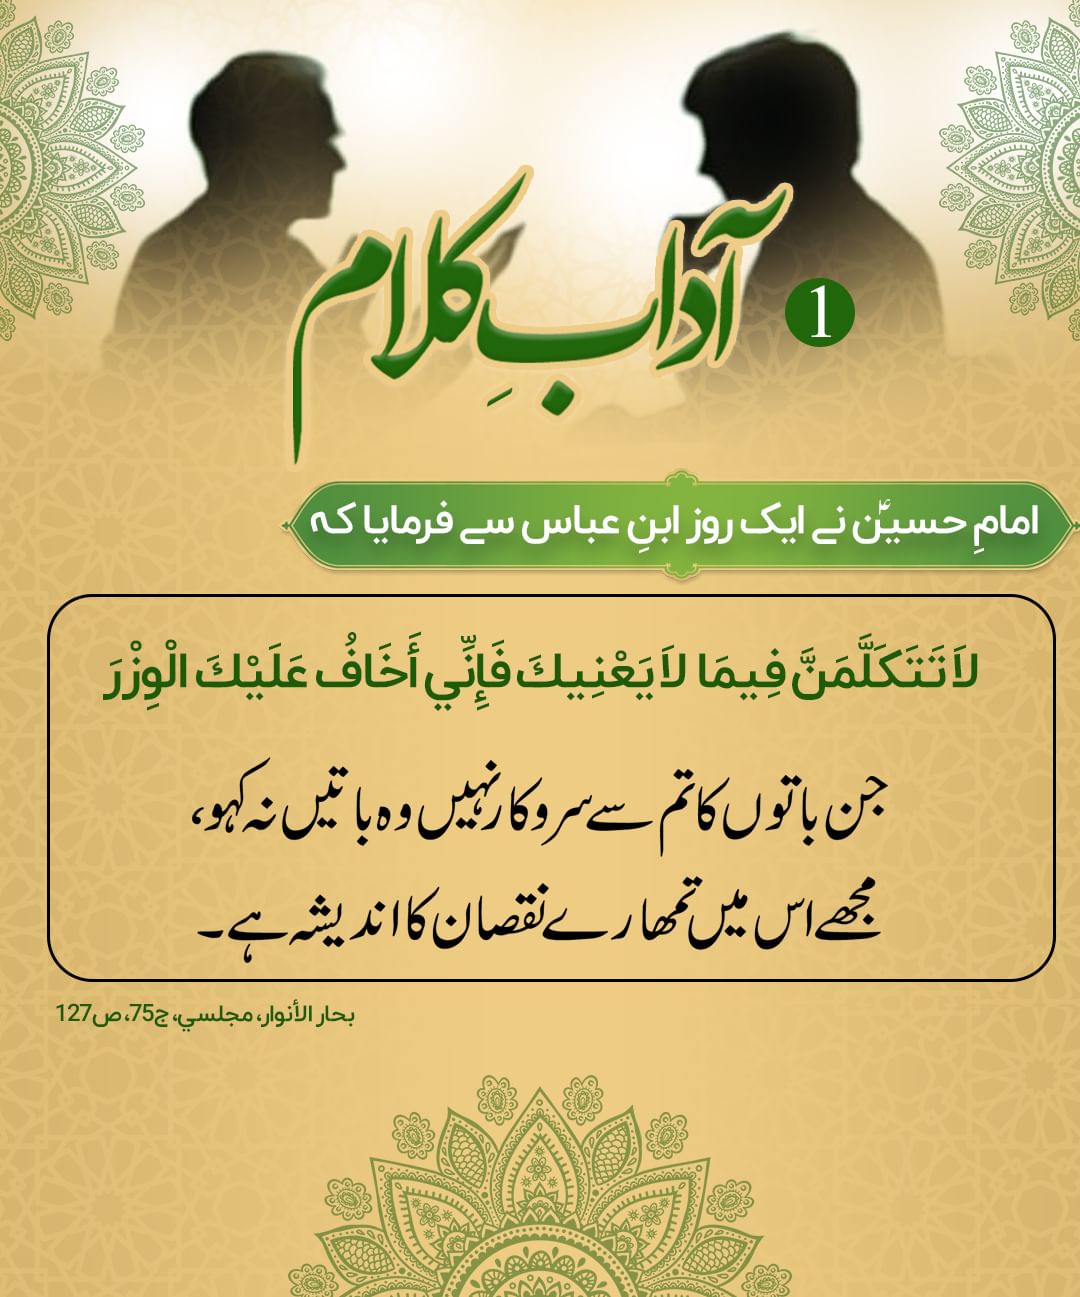 آدابِ کلام
1
امامِ حسینؑ نے ایک روز ابنِ عباس سے فرمایا کہ
لاَ تَتَكَلَّمَنَّ فِيمَا لاَ يَعْنِيكَ فَإِنِّي أَخَافُ عَلَيْكَ الْوِزْرَ
جن باتوں کا تم سے سروکار نہیں وہ باتیں نہ کہو،
مجھے اس میں تمھارے نقصان کا اندیشہ ہے۔
بحار الأنوار، مجلسي، ج75، ص127